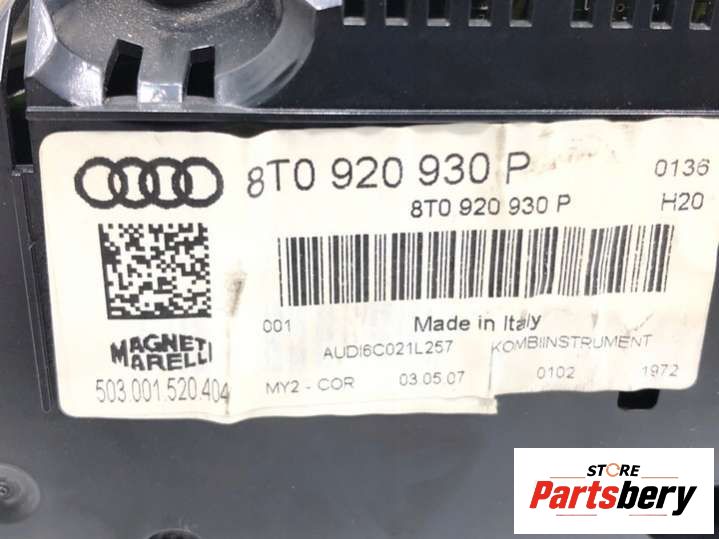 8T0 920 930 P 0136
8T0 920 930 P H20
001 Made in Italy
MAGNETI
MARELLI
AUDI6C021L257 KOMBIINSTRUMENT
503.001.520.404
MY2 - COR 03.05.07 0102 1972
STORE
Partsbery